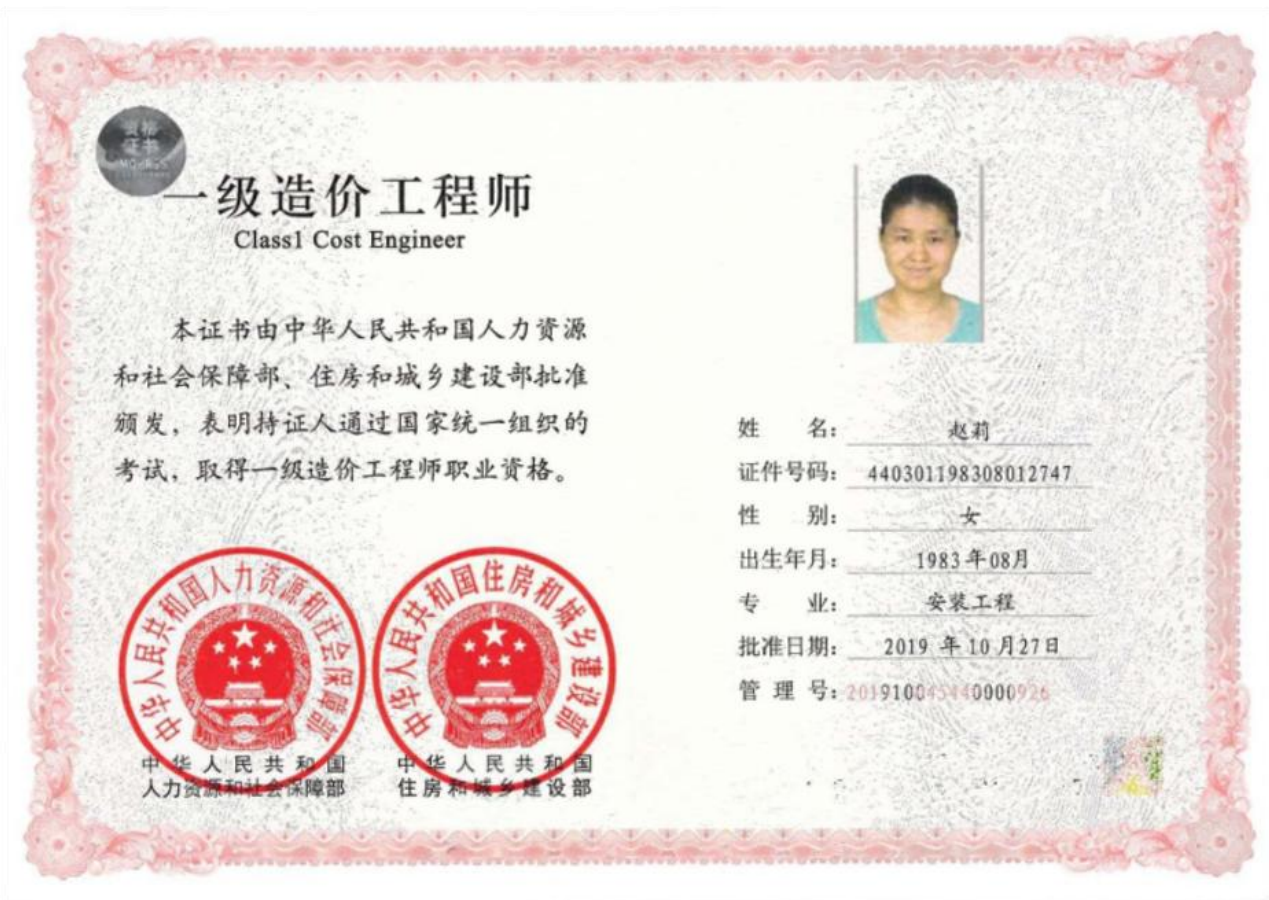 资格
证书
一级造价工程师
Class1 Cost Engineer
本证书由中华人民共和国人力资源
和社会保障部、住房和城乡建设部批准
颁发，表明持证人通过国家统一组织的
考试，取得一级造价工程师职业资格。
中华人民共和国人力资源和社会保障部
中华人民共和国
人力资源和社会保障部
中华人民共和国住房和城乡建设部
中华人民共和国
住房和城乡建设部
姓 名： 赵莉
证件号码： 440301198308012747
性 别： 女
出生年月： 1983年08月
专 业： 安装工程
批准日期： 2019 年 10 月27日
管 理 号： 201910045440000926